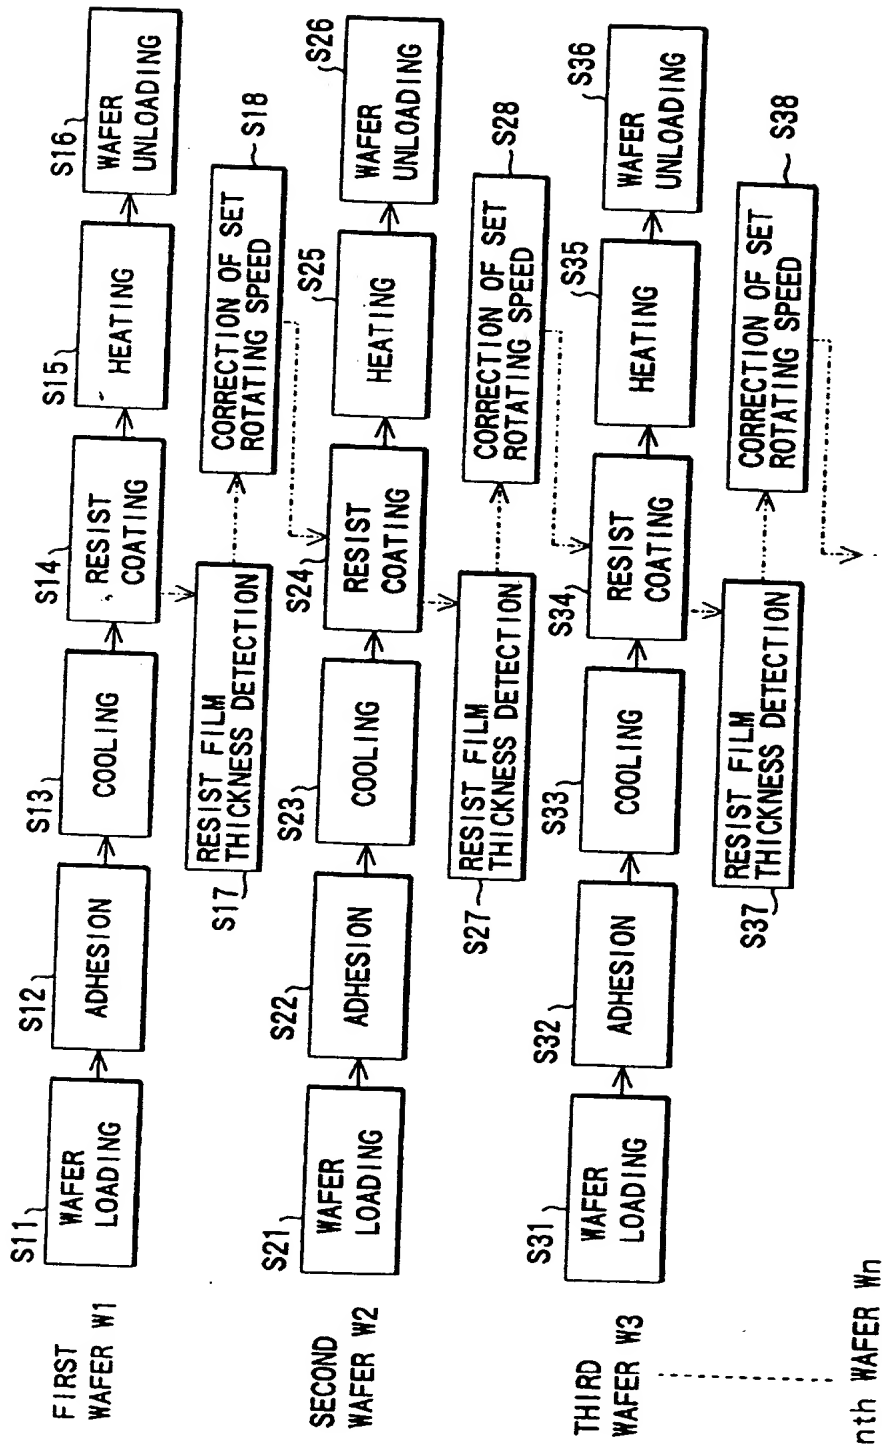 FIRST
WAFER W1
S11
WAFER
LOADING
S12
ADHESION
S13
COOLING
S14
RESIST
COATING
S15
HEATING
S16
WAFER
UNLOADING
S17
RESIST FILM
THICKNESS DETECTION
S18
CORRECTION OF SET
ROTATING SPEED
SECOND
WAFER W2
S21
WAFER
LOADING
S22
ADHESION
S23
COOLING
S24
RESIST
COATING
S25
HEATING
S26
WAFER
UNLOADING
S27
RESIST FILM
THICKNESS DETECTION
S28
CORRECTION OF SET
ROTATING SPEED
THIRD
WAFER W3
S31
WAFER
LOADING
S32
ADHESION
S33
COOLING
S34
RESIST
COATING
S35
HEATING
S36
WAFER
UNLOADING
S37
RESIST FILM
THICKNESS DETECTION
S38
CORRECTION OF SET
ROTATING SPEED
nth WAFER Wn